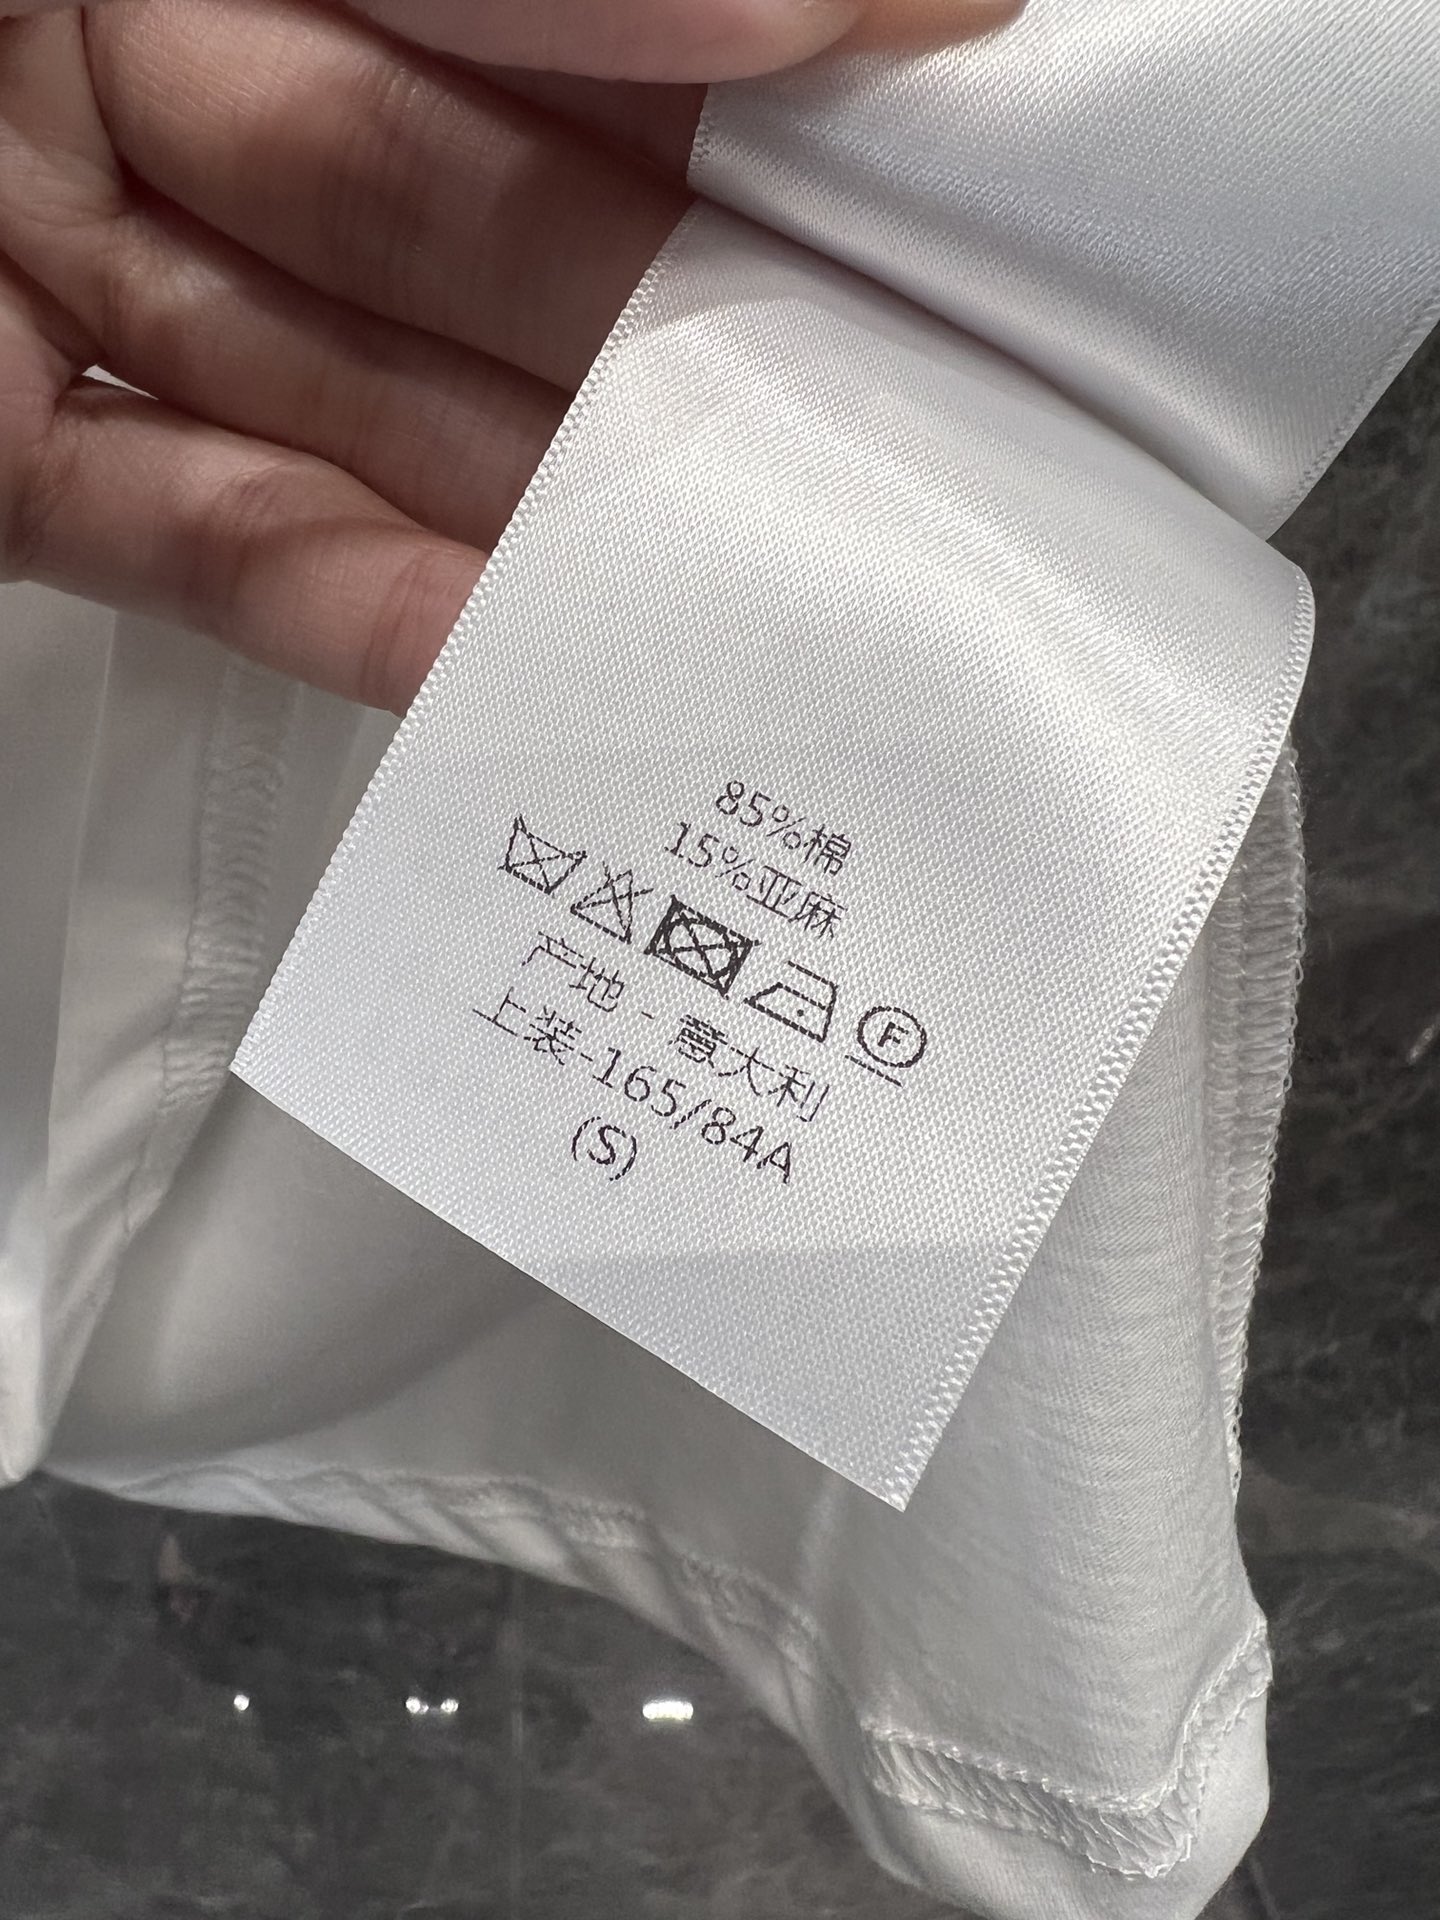 85%棉
15%亚麻
F
产地 - 意大利
上装-165/84A
(S)